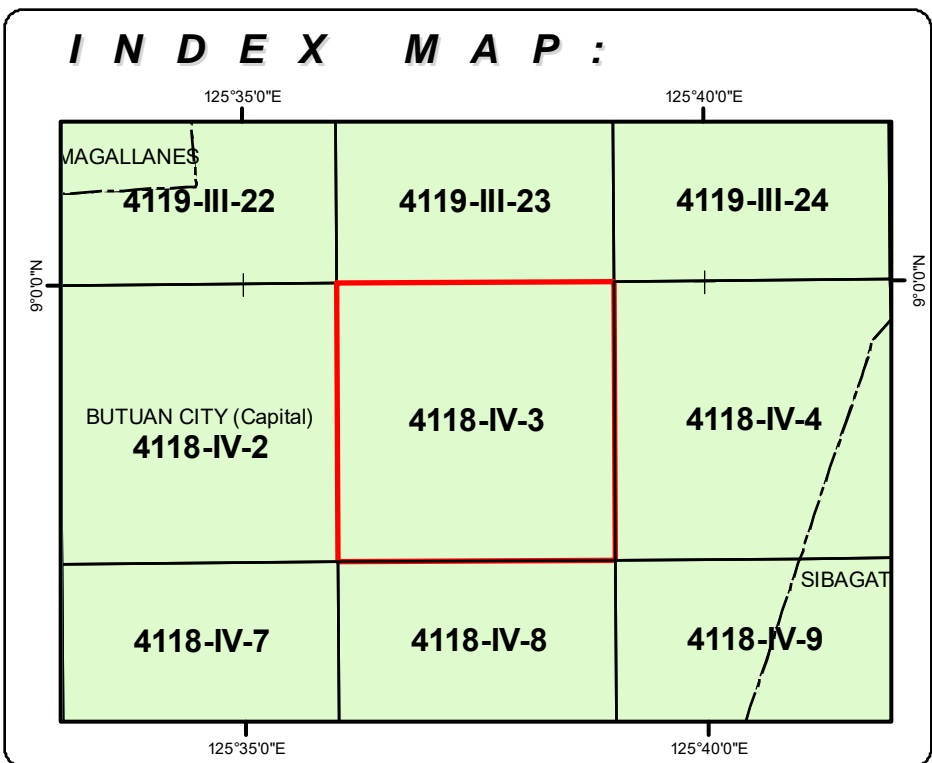 INDEX MAP:
125°35'0"E 125°40'0"E
MAGALLANES
4119-III-22 4119-III-23 4119-III-24
9°0'0"N 9°0'0"N
BUTUAN CITY (Capital)
4118-IV-2 4118-IV-3 4118-IV-4
SIBAGAT
4118-IV-7 4118-IV-8 4118-IV-9
125°35'0"E 125°40'0"E